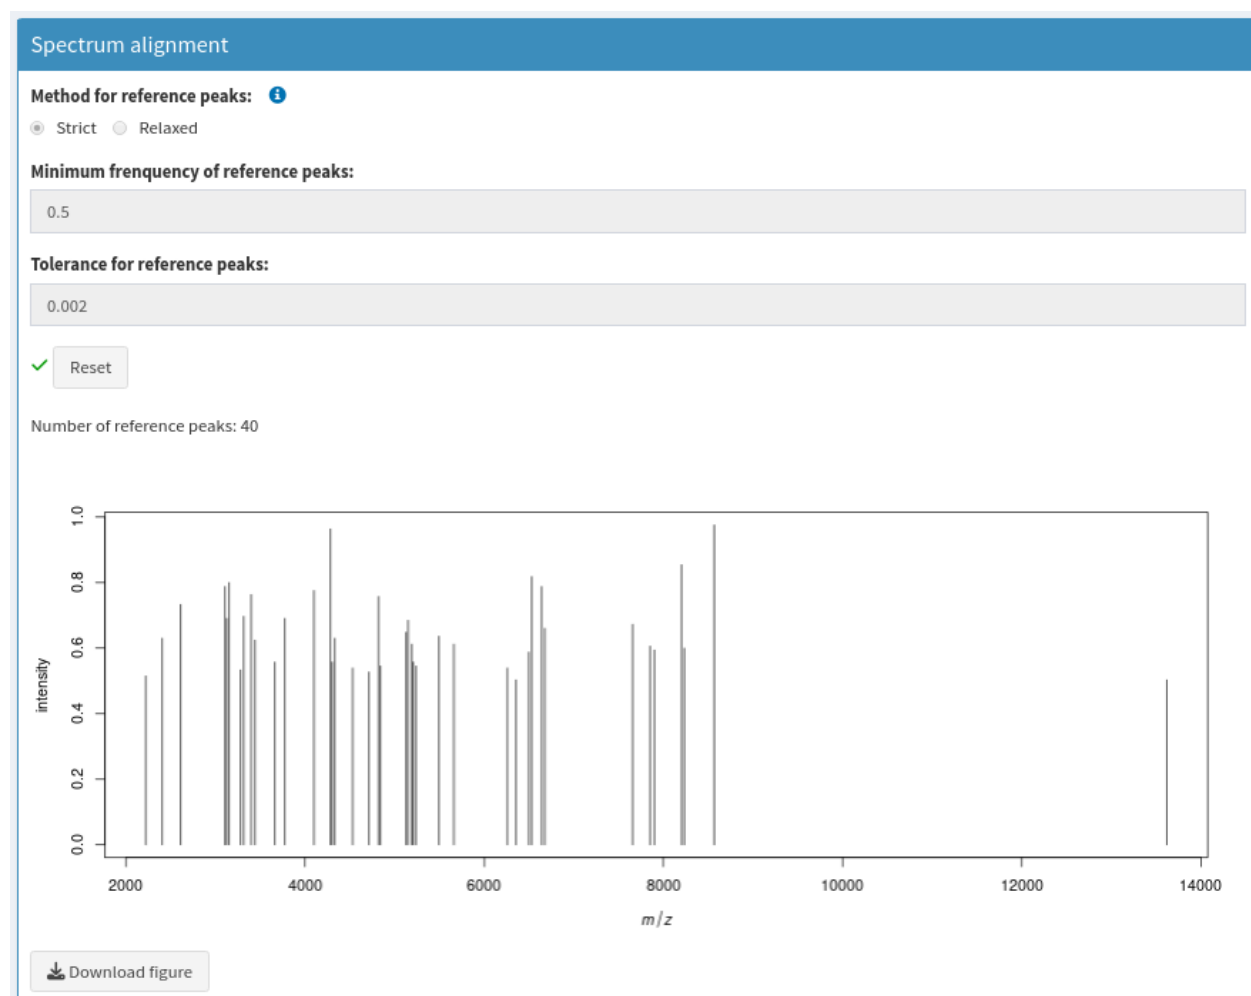 Spectrum alignment
Method for reference peaks:
Strict Relaxed
Minimum frenquency of reference peaks:
0.5
Tolerance for reference peaks:
0.002
Reset
Number of reference peaks: 40
1.0
0.8
0.6
0.4
0.2
0.0
intensity
2000 4000 6000 8000 10000 12000 14000
m/z
Download figure